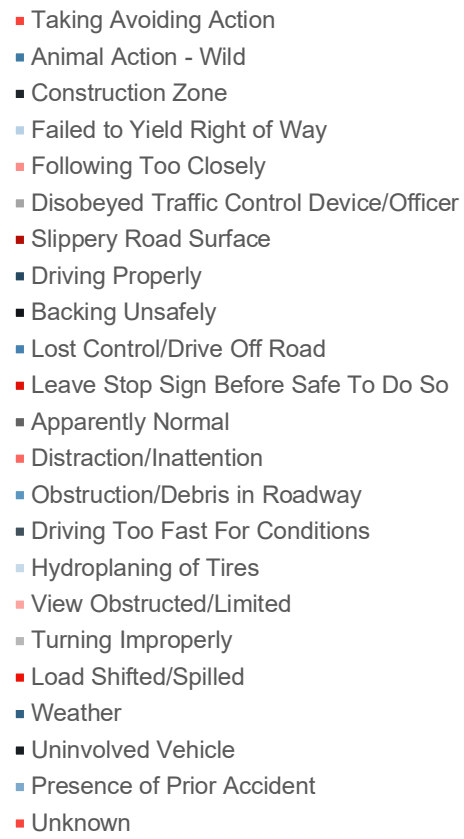 Taking Avoiding Action
Animal Action - Wild
Construction Zone
Failed to Yield Right of Way
Following Too Closely
Disobeyed Traffic Control Device/Officer
Slippery Road Surface
Driving Properly
Backing Unsafely
Lost Control/Drive Off Road
Leave Stop Sign Before Safe To Do So
Apparently Normal
Distraction/Inattention
Obstruction/Debris in Roadway
Driving Too Fast For Conditions
Hydroplaning of Tires
View Obstructed/Limited
Turning Improperly
Load Shifted/Spilled
Weather
Uninvolved Vehicle
Presence of Prior Accident
Unknown